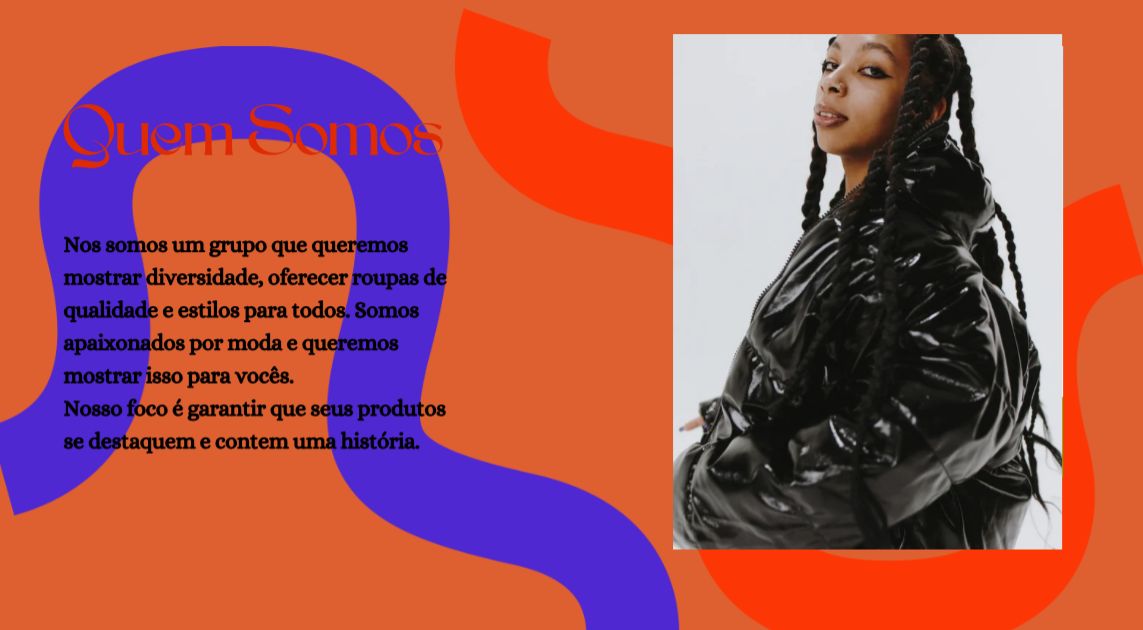 Quem Somos
Nos somos um grupo que queremos
mostrar diversidade, oferecer roupas de
qualidade e estilos para todos. Somos
apaixonados por moda e queremos
mostrar isso para vocês.
Nosso foco é garantir que seus produtos
se destaquem e contem uma história.